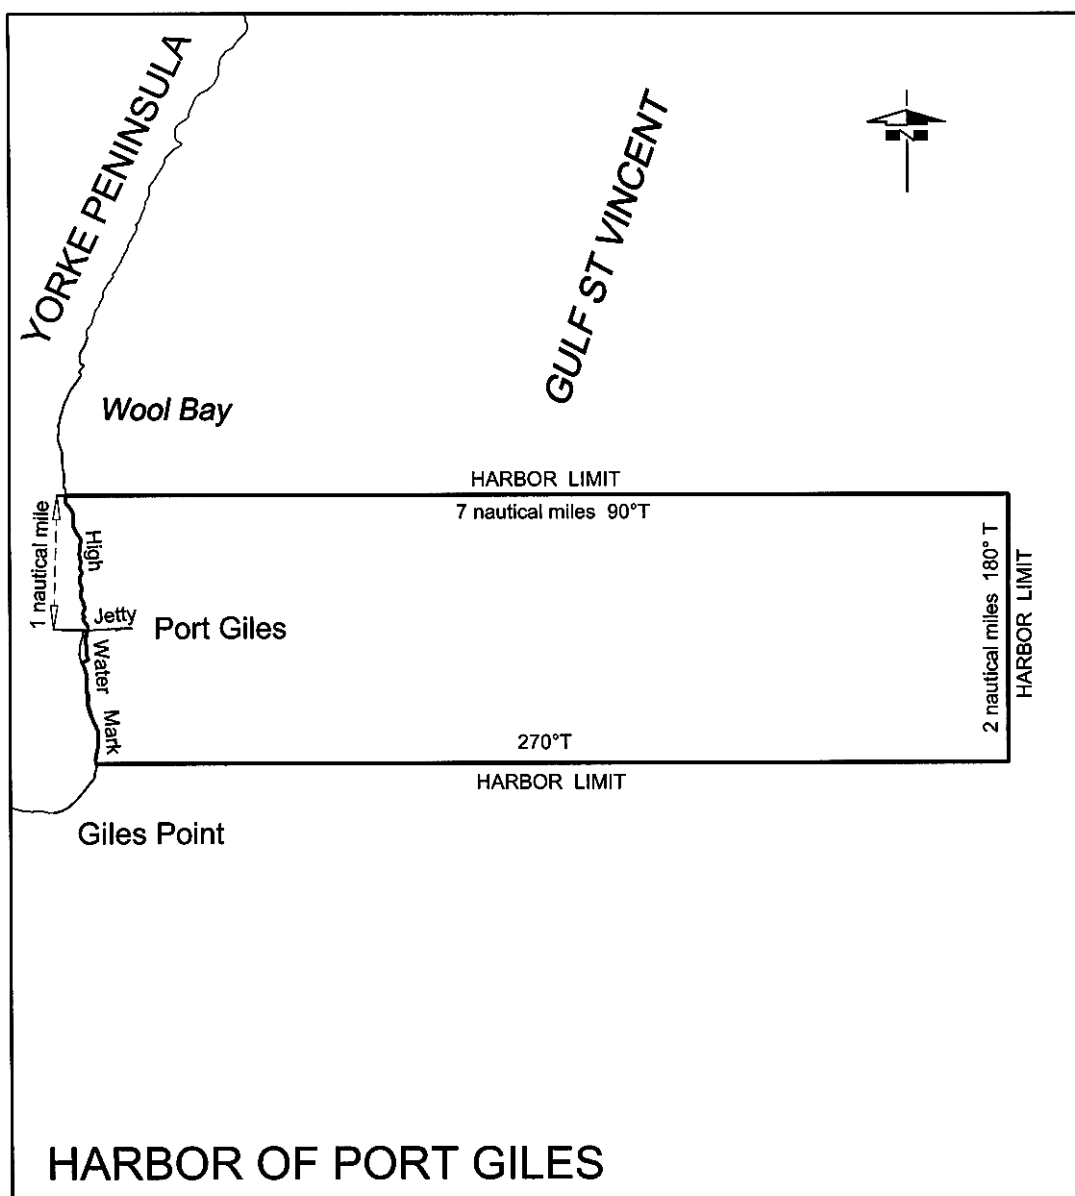 YORKE PENINSULA
GULF ST VINCENT
N
Wool Bay
HARBOR LIMIT
7 nautical miles 90°T
1 nautical mile
High
Jetty
Port Giles
Water
Mark
2 nautical miles 180° T
HARBOR LIMIT
270°T
HARBOR LIMIT
Giles Point
HARBOR OF PORT GILES